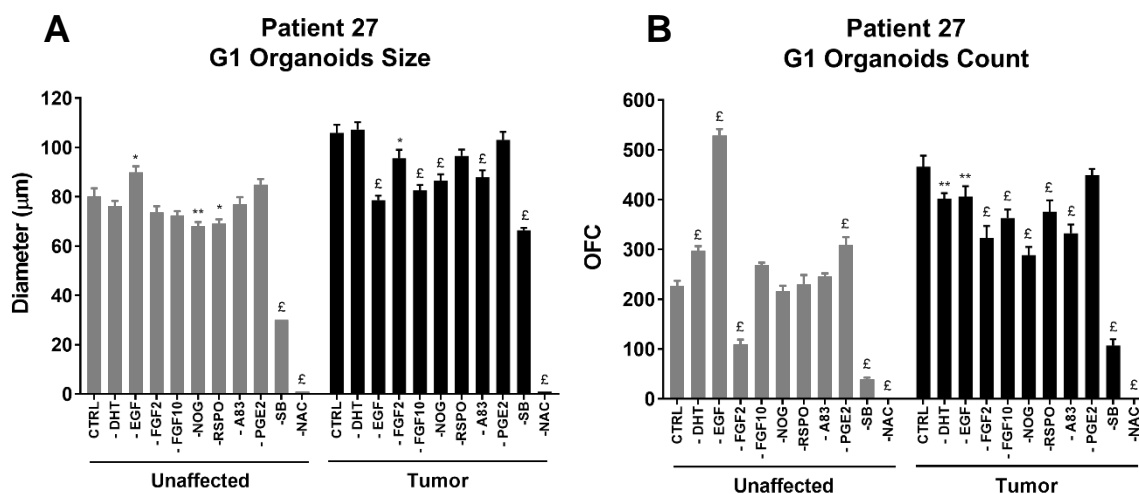 A
Patient 27
G1 Organoids Size
Diameter (µm)
120
100
80
60
40
20
0
* ** * £ £ £ * £ £ £ £ £
CTRL
- DHT
- EGF
- FGF2
- FGF10
-NOG
-RSPO
- A83
- PGE2
-SB
-NAC
CTRL
- DHT
- EGF
- FGF2
- FGF10
-NOG
-RSPO
- A83
- PGE2
-SB
-NAC
Unaffected
Tumor
B
Patient 27
G1 Organoids Count
OFC
600
500
400
300
200
100
0
£ £ £ £ £ £ ** ** £ £ £ £ £ £ £
CTRL
- DHT
- EGF
- FGF2
- FGF10
-NOG
-RSPO
- A83
- PGE2
-SB
-NAC
CTRL
- DHT
- EGF
- FGF2
- FGF10
-NOG
-RSPO
- A83
- PGE2
-SB
-NAC
Unaffected
Tumor